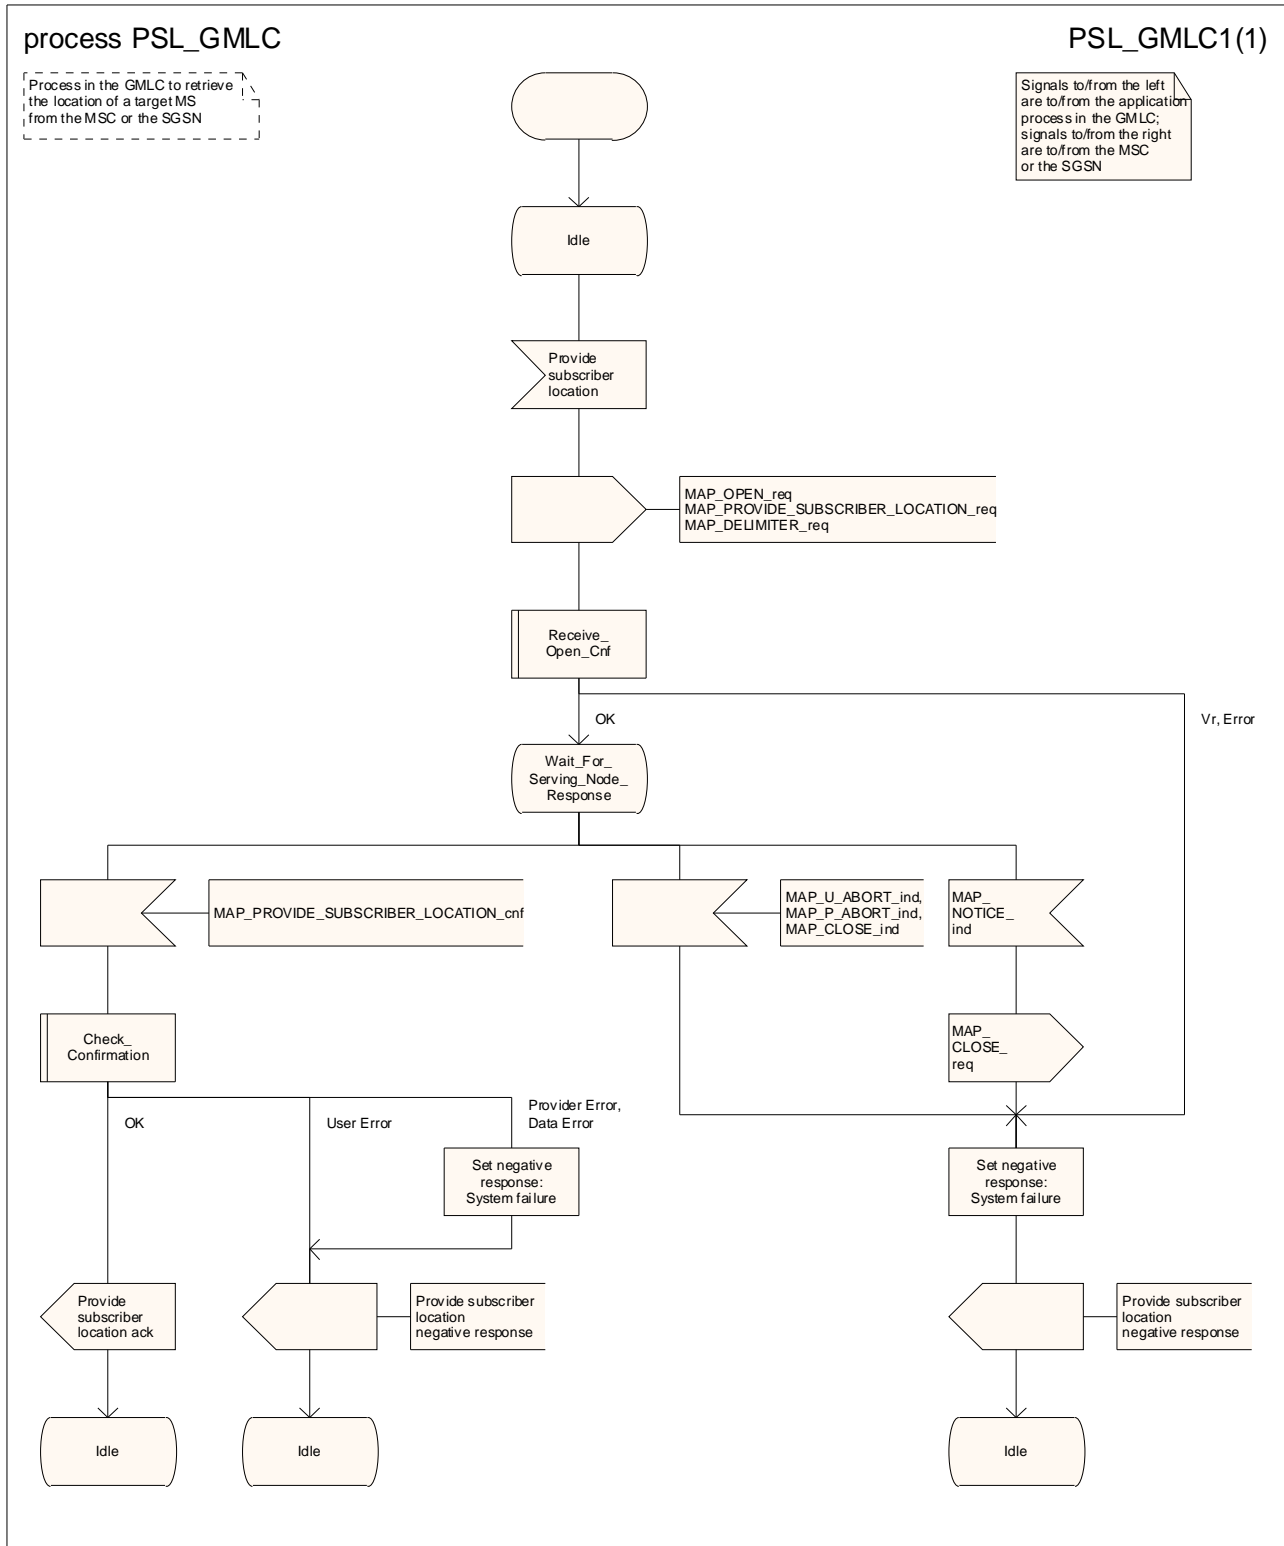 process PSL_GMLC
PSL_GMLC1(1)
Process in the GMLC to retrieve
the location of a target MS
from the MSC or the SGSN
Signals to/from the left
are to/from the application
process in the GMLC;
signals to/from the right
are to/from the MSC
or the SGSN
Idle
Provide
subscriber
location
MAP_OPEN_req
MAP_PROVIDE_SUBSCRIBER_LOCATION_req
MAP_DELIMITER_req
Receive_
Open_Cnf
OK
Vr, Error
Wait_For_
Serving_Node_
Response
MAP_PROVIDE_SUBSCRIBER_LOCATION_cnf
MAP_U_ABORT_ind,
MAP_P_ABORT_ind,
MAP_CLOSE_ind
MAP_
NOTICE_
ind
Check_
Confirmation
MAP_
CLOSE_
req
OK
User Error
Provider Error,
Data Error
Set negative
response:
System failure
Set negative
response:
System failure
Provide
subscriber
location ack
Provide subscriber
location
negative response
Provide subscriber
location
negative response
Idle
Idle
Idle